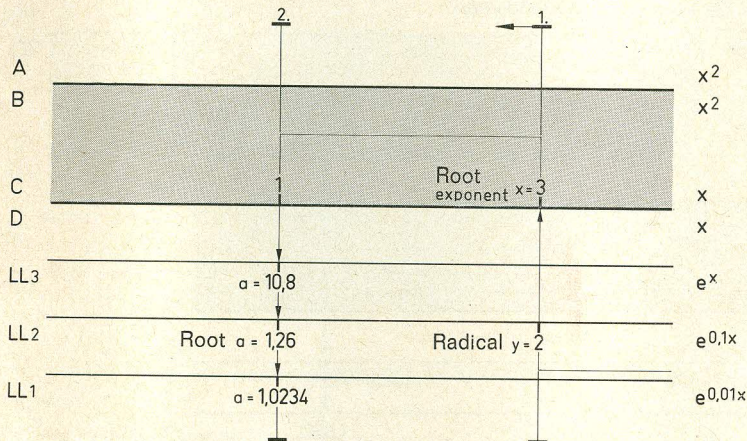 2. 1.
A x²
B x²
Root
C 1 exponent x = 3 x
D x
LL3 a = 10,8 eˣ
LL2 Root a = 1,26 Radical y = 2 e^0,1x
LL1 a = 1,0234 e^0,01x